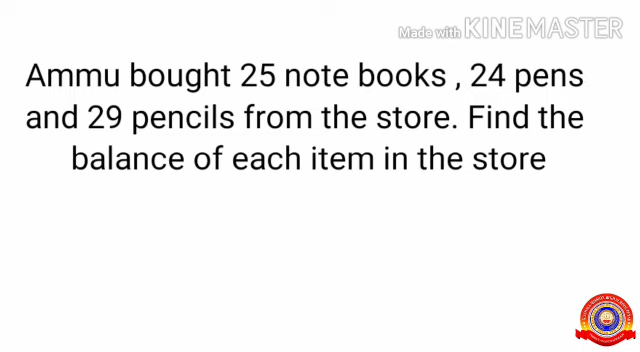 Made with KINEMASTER
Ammu bought 25 note books , 24 pens
and 29 pencils from the store. Find the
balance of each item in the store